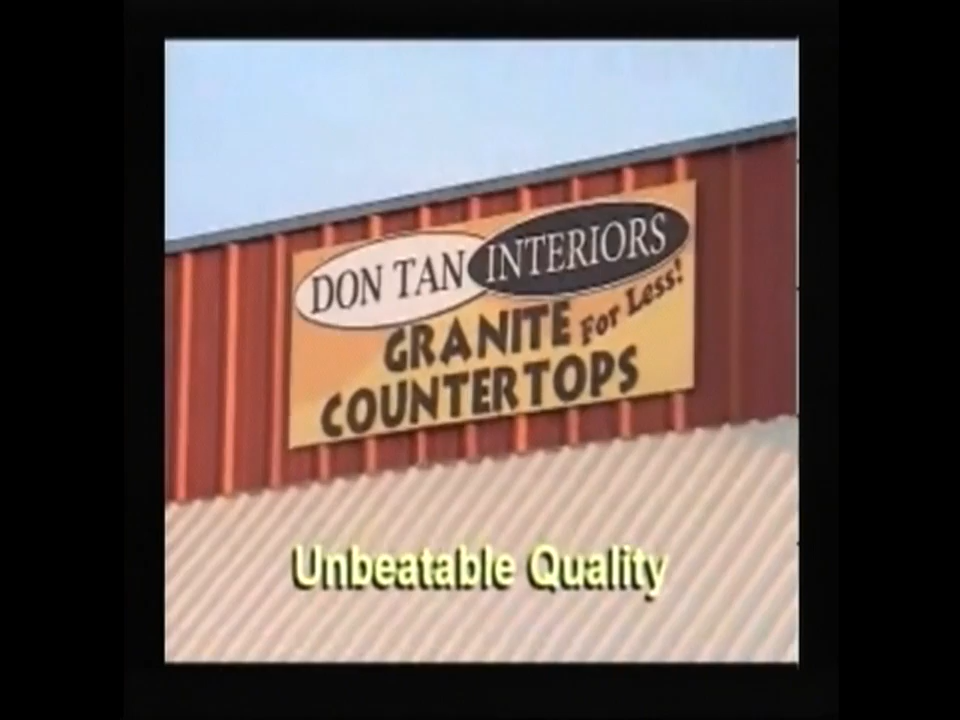 DON TAN INTERIORS
GRANITE For Less!
COUNTERTOPS
Unbeatable Quality